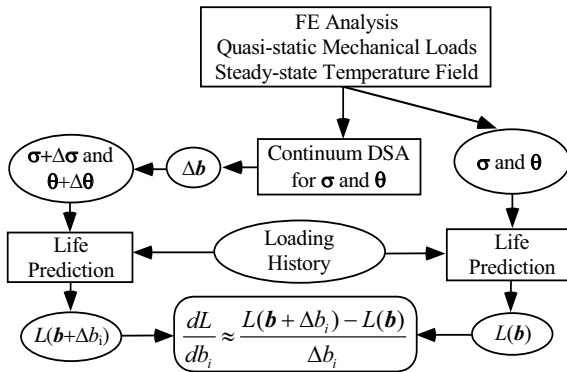 FE Analysis
Quasi-static Mechanical Loads
Steady-state Temperature Field
σ+Δσ and
θ+Δθ
Δb
Continuum DSA
for σ and θ
σ and θ
Life
Prediction
Loading
History
Life
Prediction
L(b+Δb_i)
dL/db_i ≈ (L(b + Δb_i) − L(b))/Δb_i
L(b)